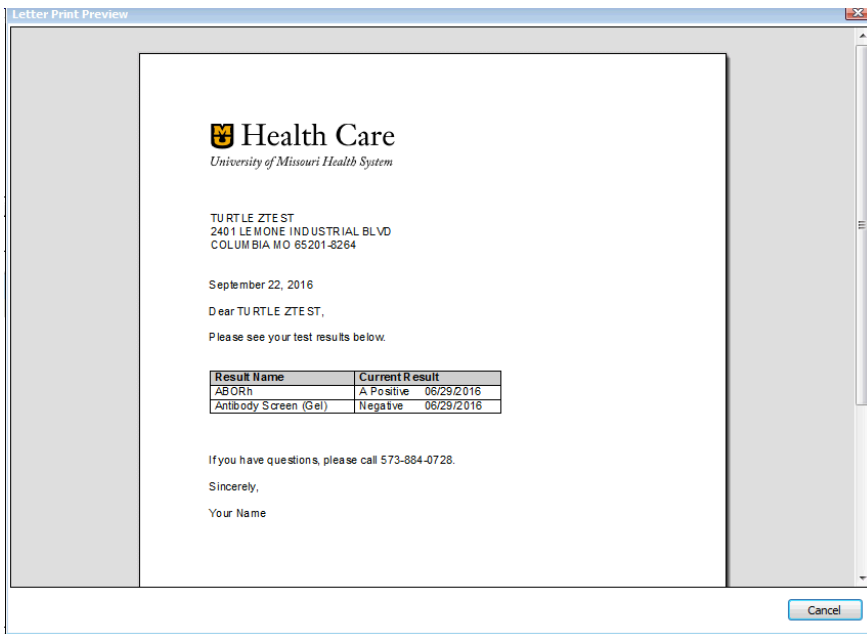 Letter Print Preview
Health Care
University of Missouri Health System
TURTLE ZTEST
2401 LEMONE INDUSTRIAL BLVD
COLUMBIA MO 65201-8264
September 22, 2016
Dear TURTLE ZTEST,
Please see your test results below.
Result Name Current Result
ABORh A Positive 06/29/2016
Antibody Screen (Gel) Negative 06/29/2016
If you have questions, please call 573-884-0728.
Sincerely,
Your Name
Cancel